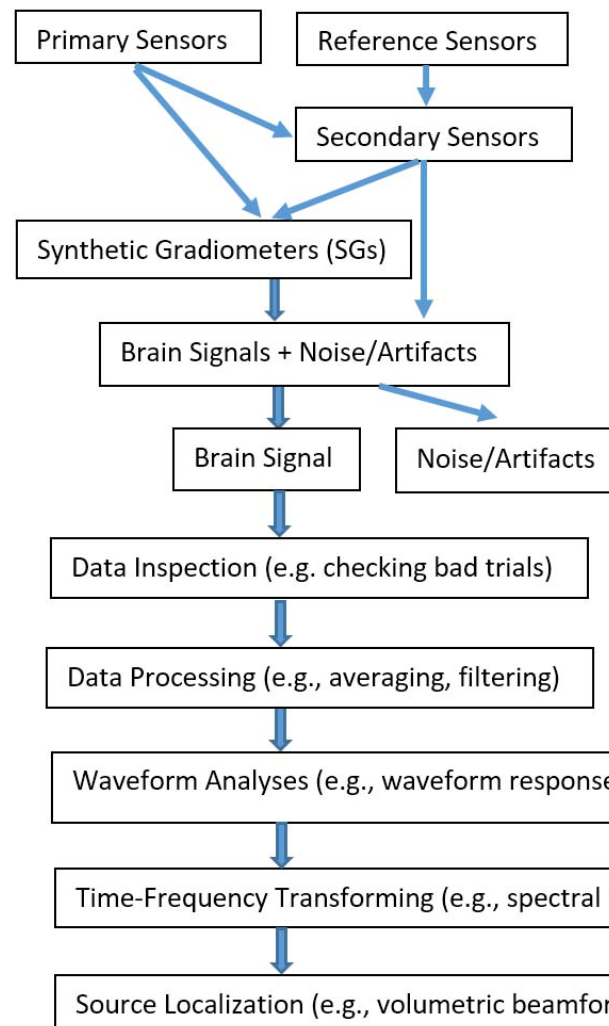 Primary Sensors
Reference Sensors
Secondary Sensors
Synthetic Gradiometers (SGs)
Brain Signals + Noise/Artifacts
Brain Signal
Noise/Artifacts
Data Inspection (e.g. checking bad trials)
Data Processing (e.g., averaging, filtering)
Waveform Analyses (e.g., waveform response
Time-Frequency Transforming (e.g., spectral
Source Localization (e.g., volumetric